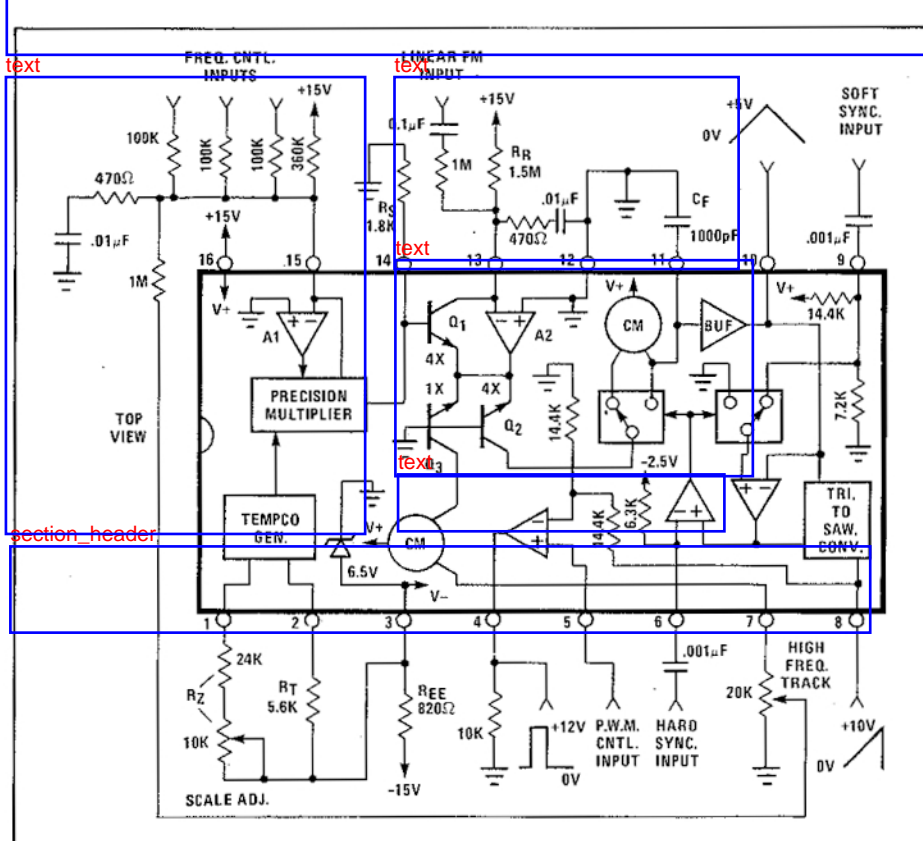 text
FREQ. CNTL.
INPUTS
text
LINEAR FM
INPUT
+15V
+15V
+5V
0V
SOFT
SYNC.
INPUT
100K
100K
100K
360K
0.1µF
1M
RR
1.5M
470Ω
.01µF
RS
1.8K
.01µF
470Ω
CF
1000pF
.001µF
+15V
1M
text
16
15
14
13
12
11
10
9
V+
A1
Q1
A2
V+
CM
BUF
V+
14.4K
4X
1X
4X
PRECISION
MULTIPLIER
TOP
VIEW
Q2
14.4K
7.2K
Q3
text
-2.5V
TEMPCO
GEN.
V+
CM
14.4K
6.3K
TRI.
TO
SAW.
CONV.
section_header
6.5V
V-
1
2
3
4
5
6
7
8
24K
RZ
10K
RT
5.6K
REE
820Ω
10K
+12V
0V
P.W.M.
CNTL.
INPUT
.001µF
HARD
SYNC.
INPUT
20K
HIGH
FREQ.
TRACK
+10V
0V
-15V
SCALE ADJ.